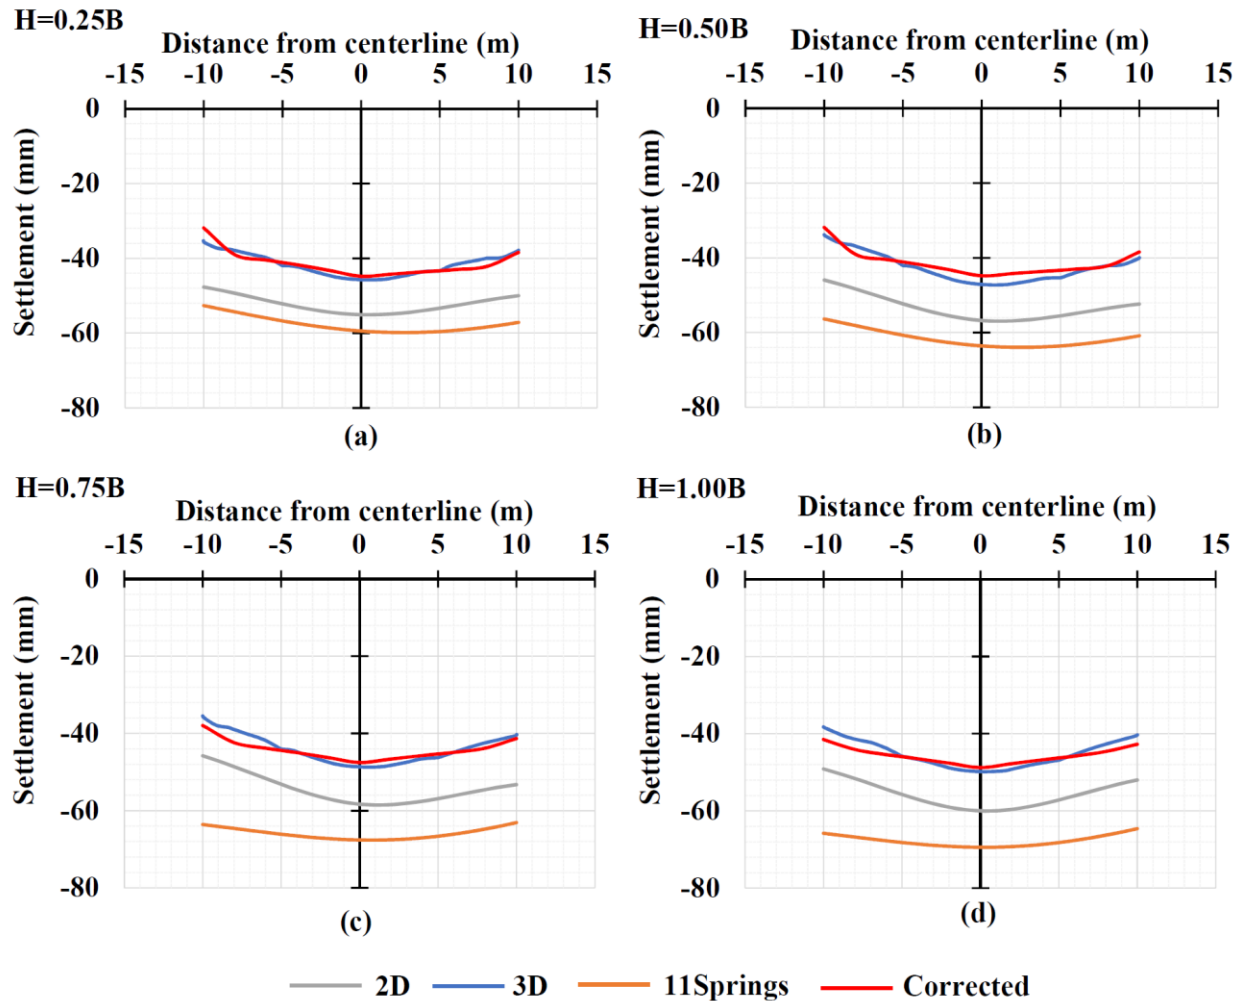 H=0.25B
Distance from centerline (m)
-15 -10 -5 0 5 10 15
Settlement (mm)
0
-20
-40
-60
-80
(a)
H=0.50B
Distance from centerline (m)
-15 -10 -5 0 5 10 15
Settlement (mm)
0
-20
-40
-60
-80
(b)
H=0.75B
Distance from centerline (m)
-15 -10 -5 0 5 10 15
Settlement (mm)
0
-20
-40
-60
-80
(c)
H=1.00B
Distance from centerline (m)
-15 -10 -5 0 5 10 15
Settlement (mm)
0
-20
-40
-60
-80
(d)
2D 3D 11Springs Corrected